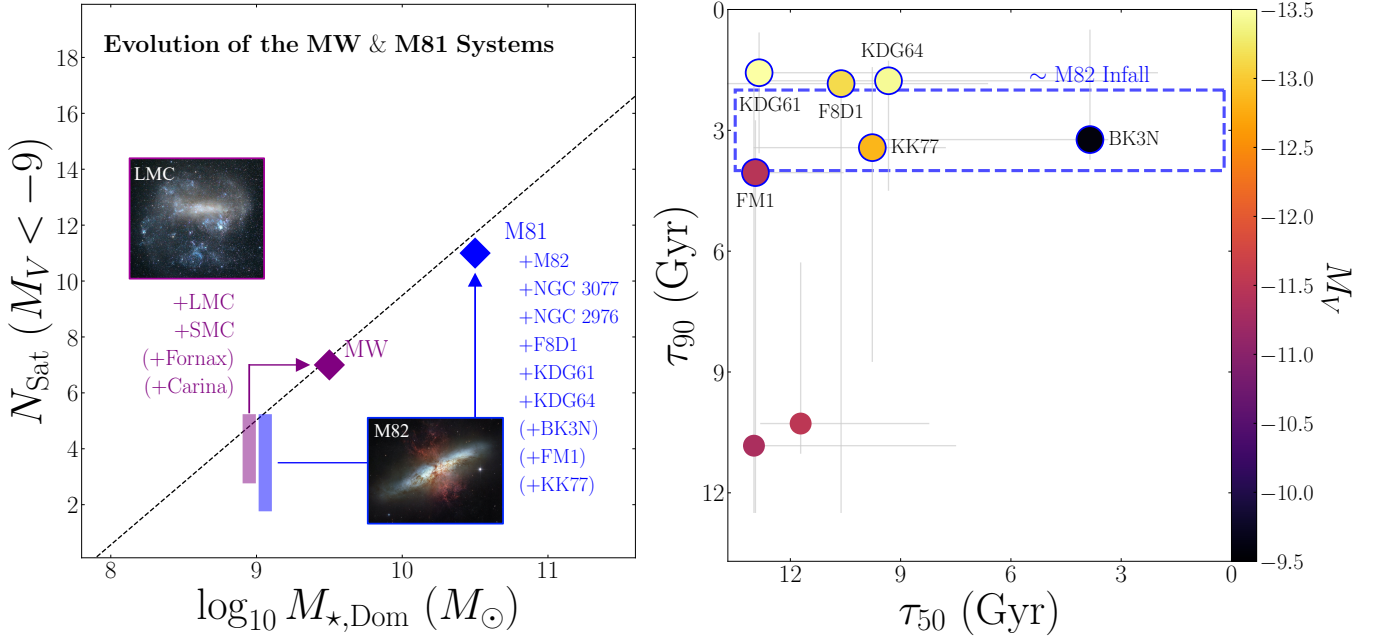 Evolution of the MW & M81 Systems
N_Sat (M_V < −9)
18
16
14
12
10
8
6
4
2
LMC
+LMC
+SMC
(+Fornax)
(+Carina)
MW
M81
+M82
+NGC 3077
+NGC 2976
+F8D1
+KDG61
+KDG64
(+BK3N)
(+FM1)
(+KK77)
M82
8
9
10
11
log₁₀ M⋆,Dom (M⊙)
τ₉₀ (Gyr)
0
3
6
9
12
KDG64
~ M82 Infall
KDG61
F8D1
KK77
BK3N
FM1
12
9
6
3
0
τ₅₀ (Gyr)
−13.5
−13.0
−12.5
−12.0
−11.5
−11.0
−10.5
−10.0
−9.5
M_V